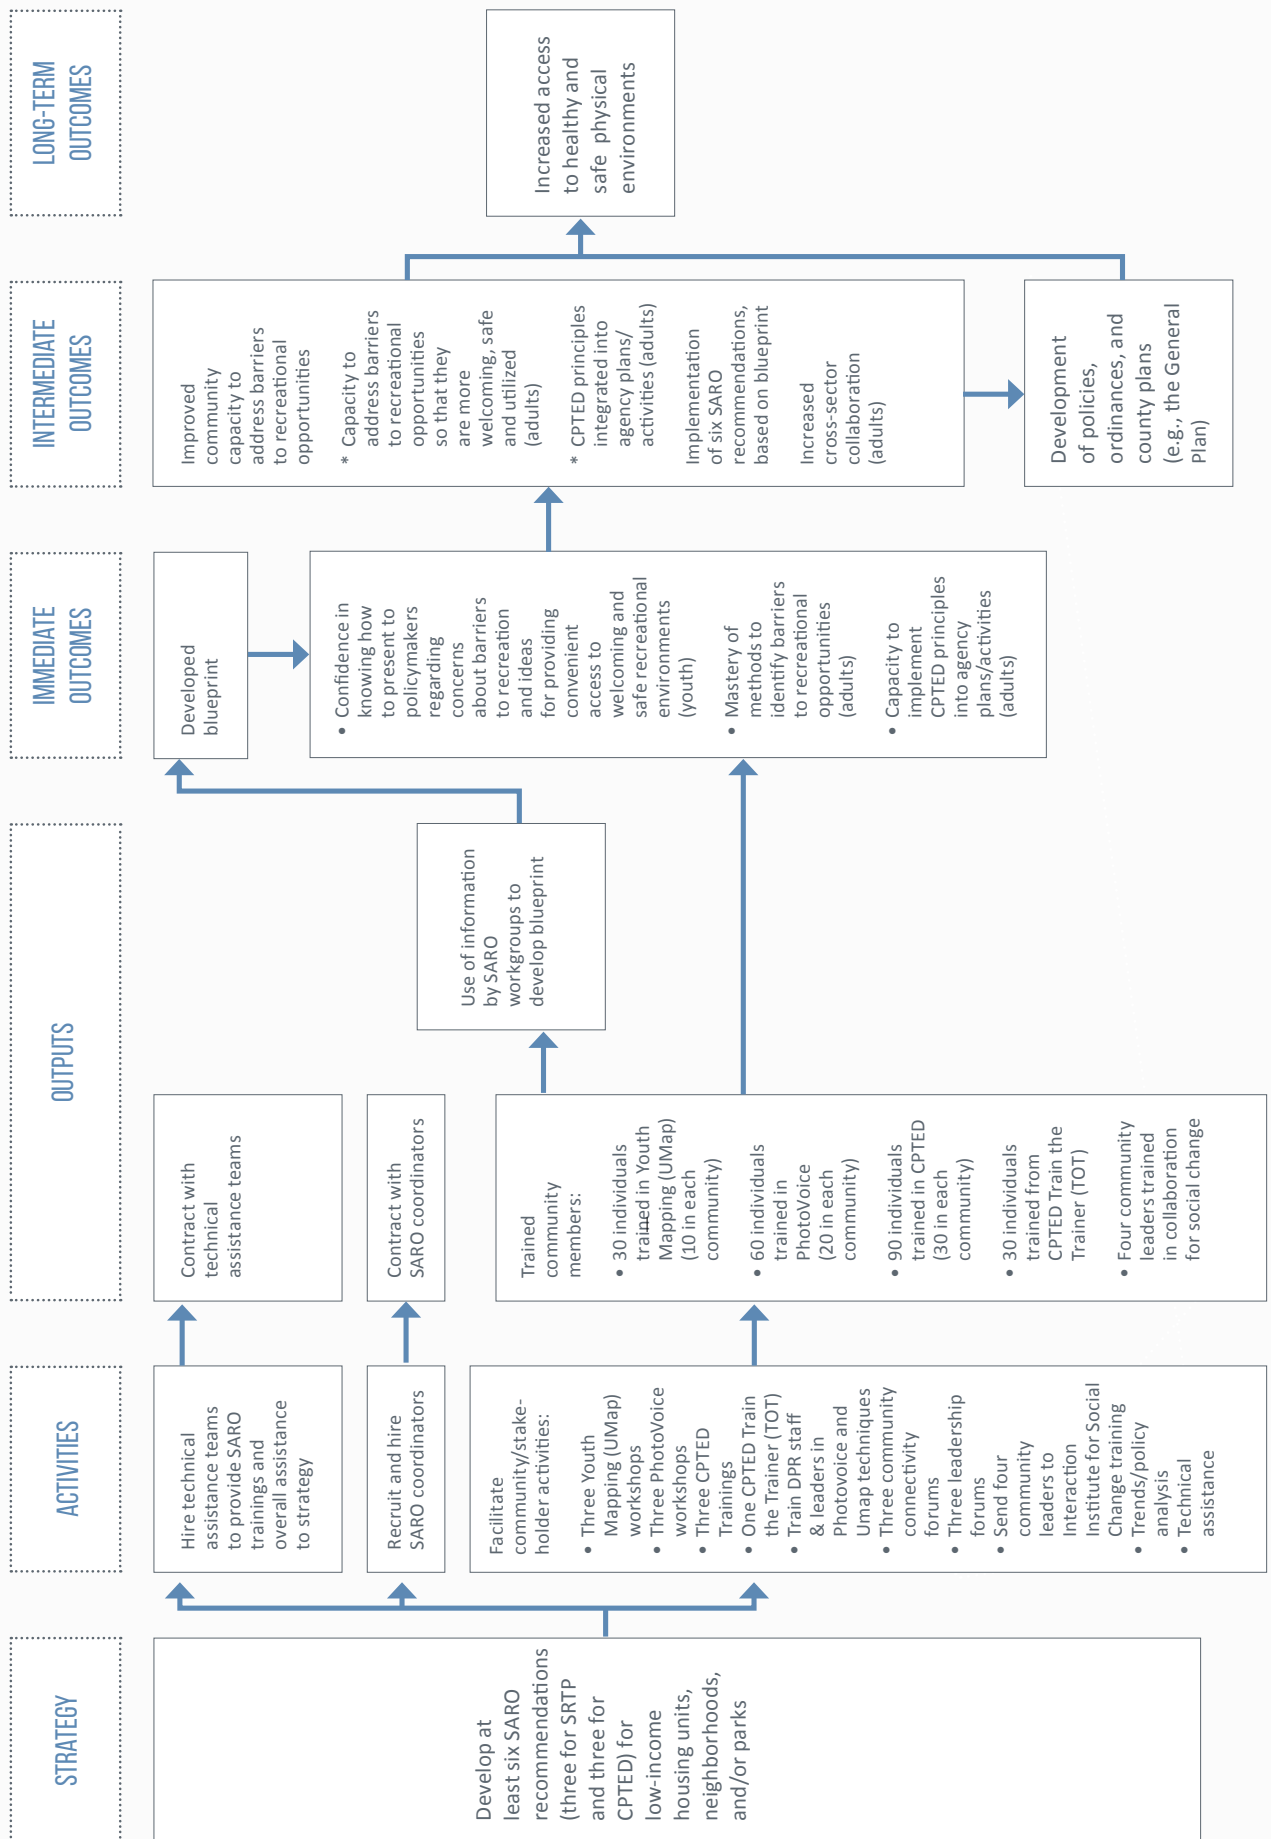 STRATEGY
Develop at
least six SARO
recommendations
(three for SRTP
and three for
CPTED) for
low-income
housing units,
neighborhoods,
and/or parks
ACTIVITIES
Hire technical
assistance teams
to provide SARO
trainings and
overall assistance
to strategy
Recruit and hire
SARO coordinators
Facilitate
community/stake-
holder activities:
• Three Youth
Mapping (UMap)
workshops
• Three PhotoVoice
workshops
• Three CPTED
Trainings
• One CPTED Train
the Trainer (TOT)
• Train DPR staff
& leaders in
Photovoice and
Umap techniques
• Three community
connectivity
forums
• Three leadership
forums
• Send four
community
leaders to
Interaction
Institute for Social
Change training
• Trends/policy
analysis
• Technical
assistance
OUTPUTS
Contract with
technical
assistance teams
Contract with
SARO coordinators
Trained
community
members:
• 30 individuals
trained in Youth
Mapping (UMap)
(10 in each
community)
• 60 individuals
trained in
PhotoVoice
(20 in each
community)
• 90 individuals
trained in CPTED
(30 in each
community)
• 30 individuals
trained from
CPTED Train the
Trainer (TOT)
• Four community
leaders trained
in collaboration
for social change
Use of information
by SARO
workgroups to
develop blueprint
IMMEDIATE
OUTCOMES
Developed
blueprint
• Confidence in
knowing how
to present to
policymakers
regarding
concerns
about barriers
to recreation
and ideas
for providing
convenient
access to
welcoming and
safe recreational
environments
(youth)
• Mastery of
methods to
identify barriers
to recreational
opportunities
(adults)
• Capacity to
implement
CPTED principles
into agency
plans/activities
(adults)
INTERMEDIATE
OUTCOMES
Improved
community
capacity to
address barriers
to recreational
opportunities
* Capacity to
address barriers
to recreational
opportunities
so that they
are more
welcoming, safe
and utilized
(adults)
* CPTED principles
integrated into
agency plans/
activities (adults)
Implementation
of six SARO
recommendations,
based on blueprint
Increased
cross-sector
collaboration
(adults)
Development
of policies,
ordinances, and
county plans
(e.g., the General
Plan)
LONG-TERM
OUTCOMES
Increased access
to healthy and
safe physical
environments